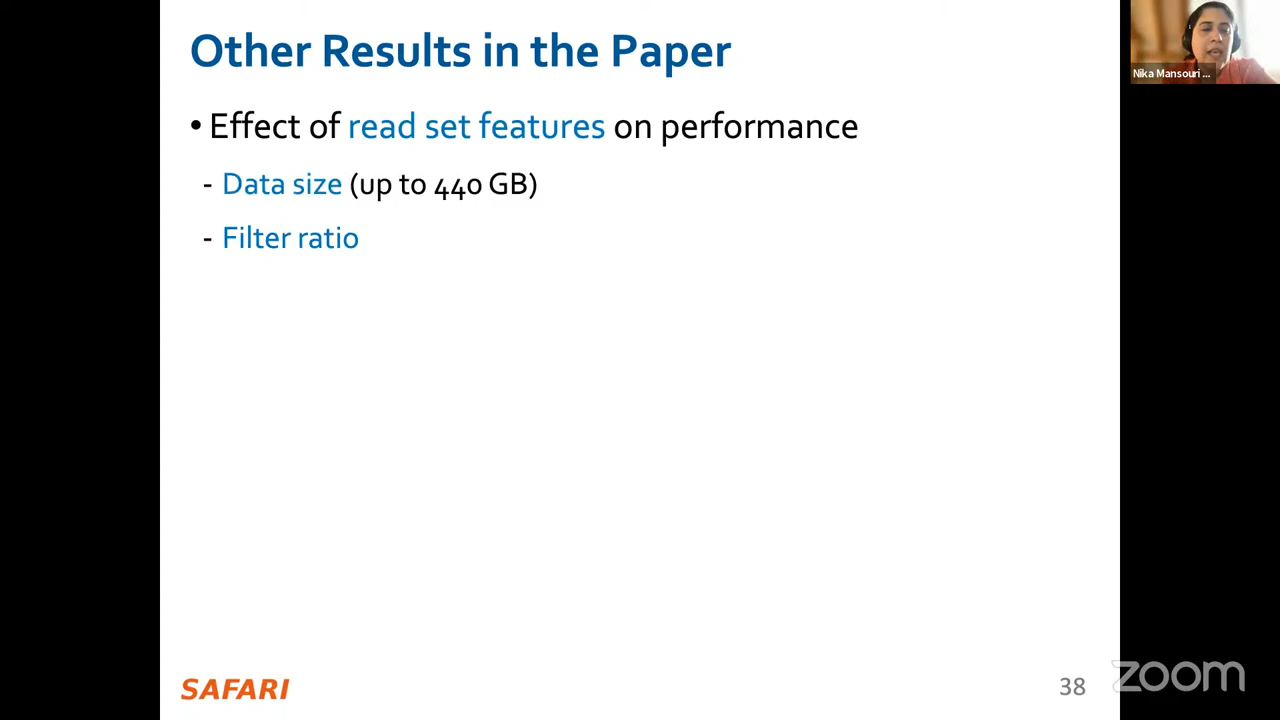 Other Results in the Paper
• Effect of read set features on performance
- Data size (up to 440 GB)
- Filter ratio
SAFARI
38
Nika Mansouri ...
zoom